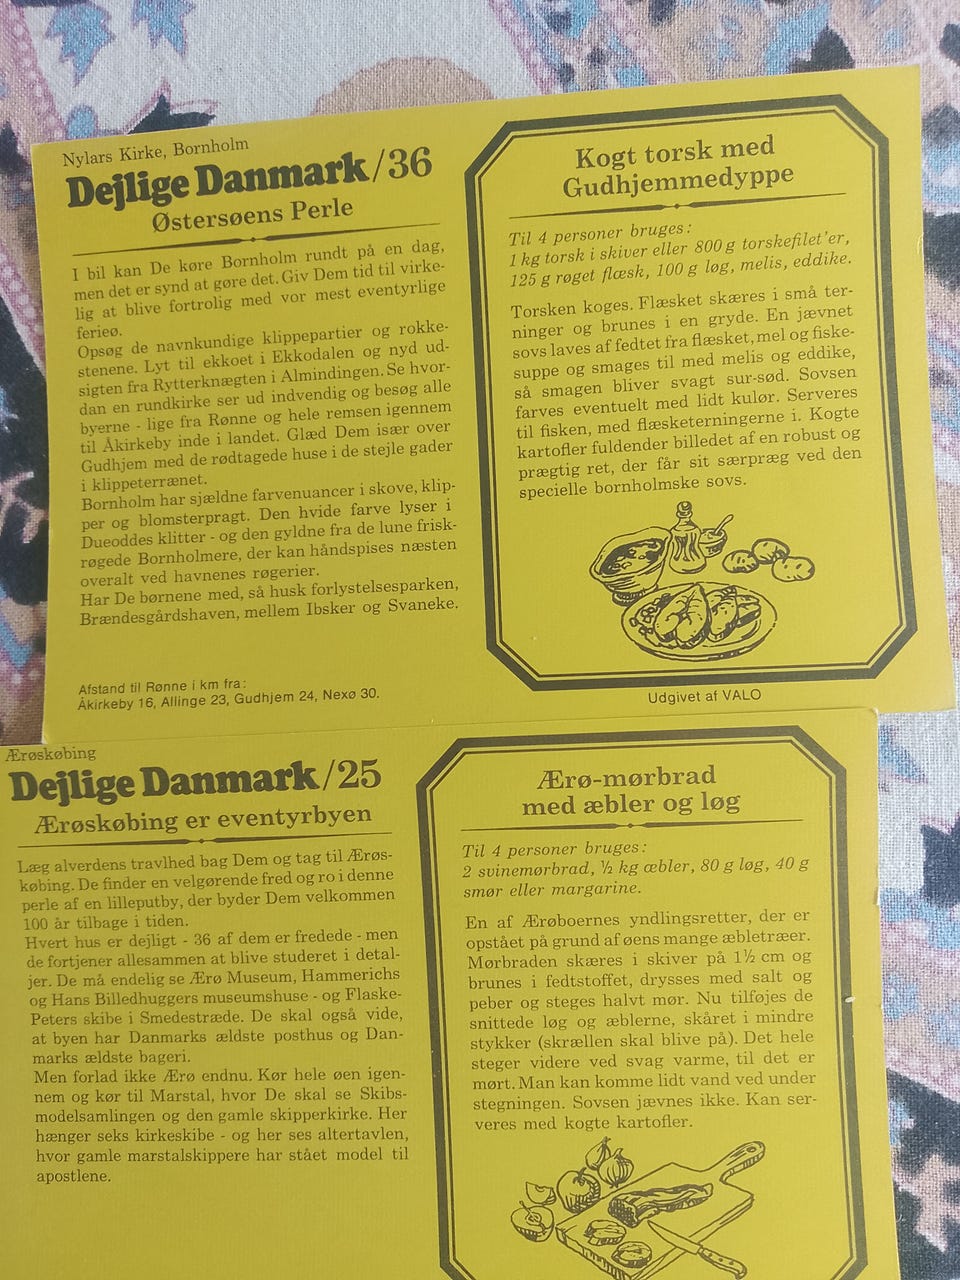 Nylars Kirke, Bornholm
Dejlige Danmark/36
Østersøens Perle
I bil kan De køre Bornholm rundt på en dag,
men det er synd at gøre det. Giv Dem tid til virke-
lig at blive fortrolig med vor mest eventyrlige
ferieø.
Opsøg de navnkundige klippepartier og rokke-
stenene. Lyt til ekkoet i Ekkodalen og nyd ud-
sigten fra Rytterknægten i Almindingen. Se hvor-
dan en rundkirke ser ud indvendig og besøg alle
byerne - lige fra Rønne og hele remsen igennem
til Åkirkeby inde i landet. Glæd Dem især over
Gudhjem med de rødtagede huse i de stejle gader
i klippeterrænet.
Bornholm har sjældne farvenuancer i skove, klip-
per og blomsterpragt. Den hvide farve lyser i
Dueoddes klitter - og den gyldne fra de lune frisk-
røgede Bornholmere, der kan håndspises næsten
overalt ved havnenes røgerier.
Har De børnene med, så husk forlystelsesparken,
Brændesgårdshaven, mellem Ibsker og Svaneke.
Afstand til Rønne i km fra:
Åkirkeby 16, Allinge 23, Gudhjem 24, Nexø 30.
Kogt torsk med
Gudhjemmedyppe
Til 4 personer bruges:
1 kg torsk i skiver eller 800 g torskefilet'er,
125 g røget flæsk, 100 g løg, melis, eddike.
Torsken koges. Flæsket skæres i små ter-
ninger og brunes i en gryde. En jævnet
sovs laves af fedtet fra flæsket, mel og fiske-
suppe og smages til med melis og eddike,
så smagen bliver svagt sur-sød. Sovsen
farves eventuelt med lidt kulør. Serveres
til fisken, med flæsketerningerne i. Kogte
kartofler fuldender billedet af en robust og
prægtig ret, der får sit særpræg ved den
specielle bornholmske sovs.
Udgivet af VALO
Ærøskøbing
Dejlige Danmark/25
Ærøskøbing er eventyrbyen
Læg alverdens travlhed bag Dem og tag til Ærøs-
købing. De finder en velgørende fred og ro i denne
perle af en lilleputby, der byder Dem velkommen
100 år tilbage i tiden.
Hvert hus er dejligt - 36 af dem er fredede - men
de fortjener allesammen at blive studeret i detal-
jer. De må endelig se Ærø Museum, Hammerichs
og Hans Billedhuggers museumshuse - og Flaske-
Peters skibe i Smedestræde. De skal også vide,
at byen har Danmarks ældste posthus og Dan-
marks ældste bageri.
Men forlad ikke Ærø endnu. Kør hele øen igen-
nem og kør til Marstal, hvor De skal se Skibs-
modelsamlingen og den gamle skipperkirke. Her
hænger seks kirkeskibe - og her ses altertavlen,
hvor gamle marstalskippere har stået model til
apostlene.
Ærø-mørbrad
med æbler og løg
Til 4 personer bruges:
2 svinemørbrad, ½ kg æbler, 80 g løg, 40 g
smør eller margarine.
En af Ærøboernes yndlingsretter, der er
opstået på grund af øens mange æbletræer.
Mørbraden skæres i skiver på 1½ cm og
brunes i fedtstoffet, drysses med salt og
peber og steges halvt mør. Nu tilføjes de
snittede løg og æblerne, skåret i mindre
stykker (skrællen skal blive på). Det hele
steger videre ved svag varme, til det er
mørt. Man kan komme lidt vand ved under
stegningen. Sovsen jævnes ikke. Kan ser-
veres med kogte kartofler.